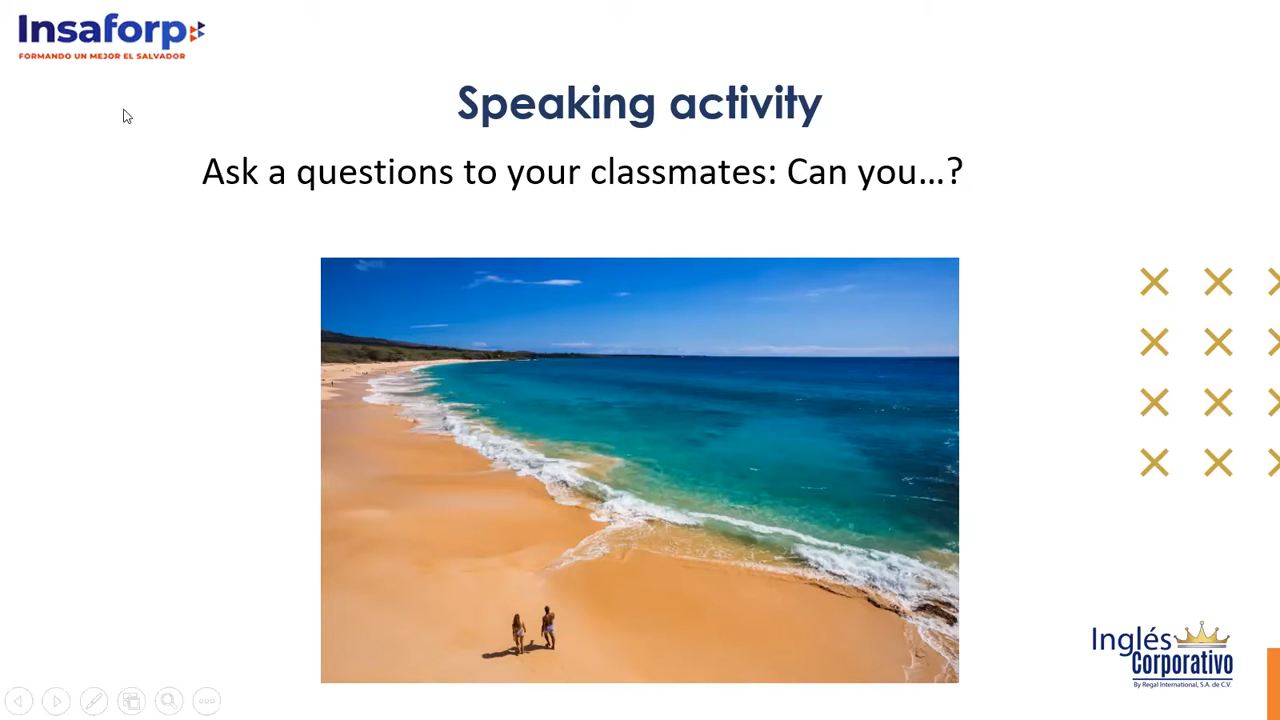 Insaforp
FORMANDO UN MEJOR EL SALVADOR
Speaking activity
Ask a questions to your classmates: Can you...?
Inglés
Corporativo
By Regal International, S.A. de C.V.